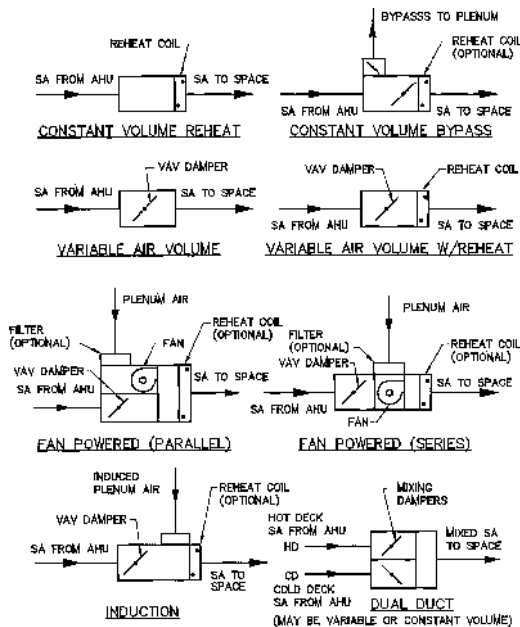 REHEAT COIL
SA FROM AHU
SA TO SPACE
CONSTANT VOLUME REHEAT
BYPASSS TO PLENUM
REHEAT COIL
(OPTIONAL)
SA FROM AHU
SA TO SPACE
CONSTANT VOLUME BYPASS
VAV DAMPER
SA FROM AHU
SA TO SPACE
VARIABLE AIR VOLUME
VAV DAMPER
REHEAT COIL
SA FROM AHU
SA TO SPACE
VARIABLE AIR VOLUME W/REHEAT
PLENUM AIR
FILTER
(OPTIONAL)
FAN
REHEAT COIL
(OPTIONAL)
VAV DAMPER
SA FROM AHU
SA TO
SPACE
FAN POWERED (PARALLEL)
PLENUM AIR
FILTER
(OPTIONAL)
REHEAT COIL
(OPTIONAL)
VAV DAMPER
SA FROM AHU
SA TO SPACE
FAN
FAN POWERED (SERIES)
INDUCED
PLENUM AIR
REHEAT COIL
(OPTIONAL)
VAV DAMPER
SA FROM AHU
SA TO
SPACE
INDUCTION
MIXING
DAMPERS
HOT DECK
SA FROM AHU
HD
MIXED SA
TO SPACE
CD
COLD DECK
SA FROM AHU
DUAL DUCT
(MAY BE VARIABLE OR CONSTANT VOLUME)